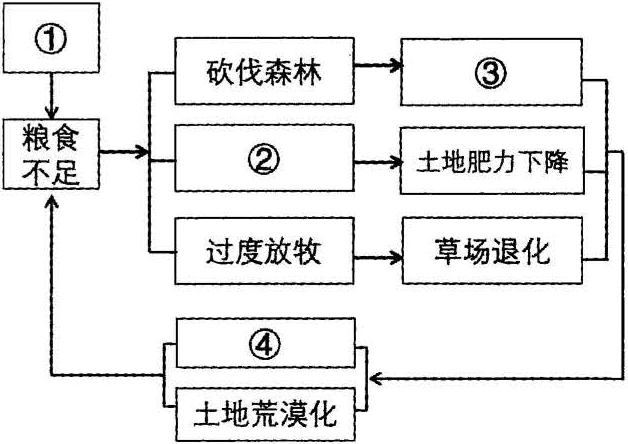 ①
粮食
不足
砍伐森林
③
②
土地肥力下降
过度放牧
草场退化
④
土地荒漠化